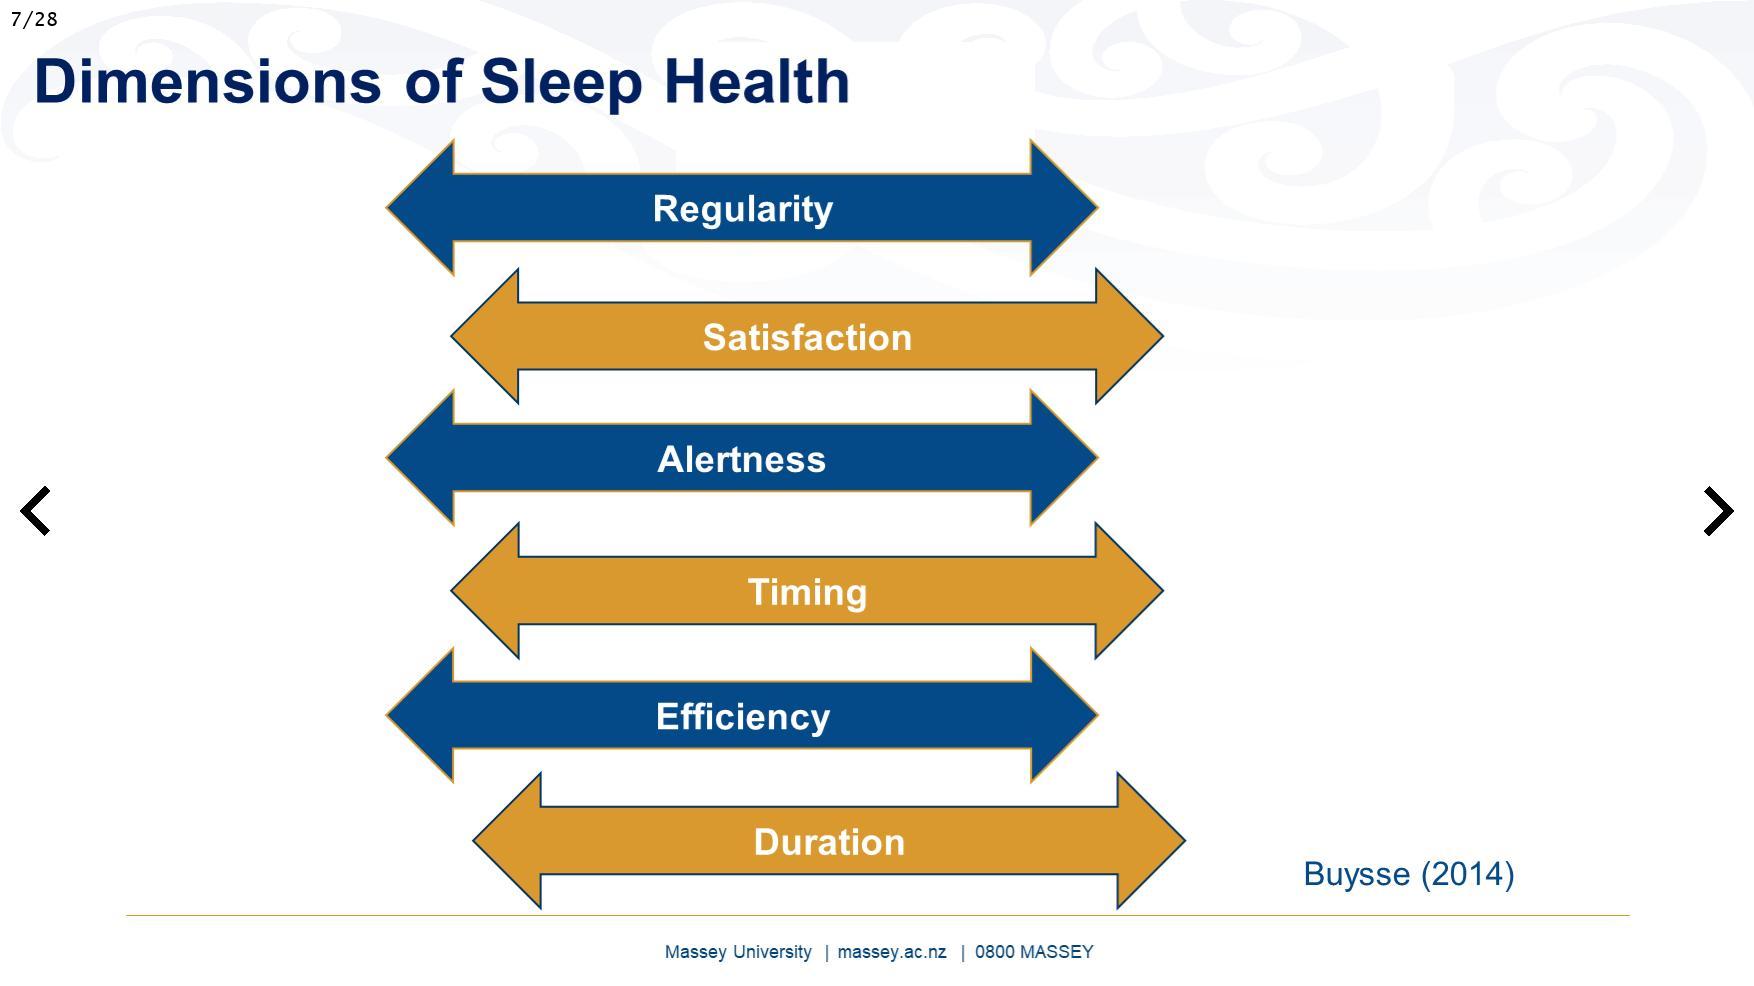 7/28
Dimensions of Sleep Health
Regularity
Satisfaction
Alertness
Timing
Efficiency
Duration
Buysse (2014)
Massey University | massey.ac.nz | 0800 MASSEY